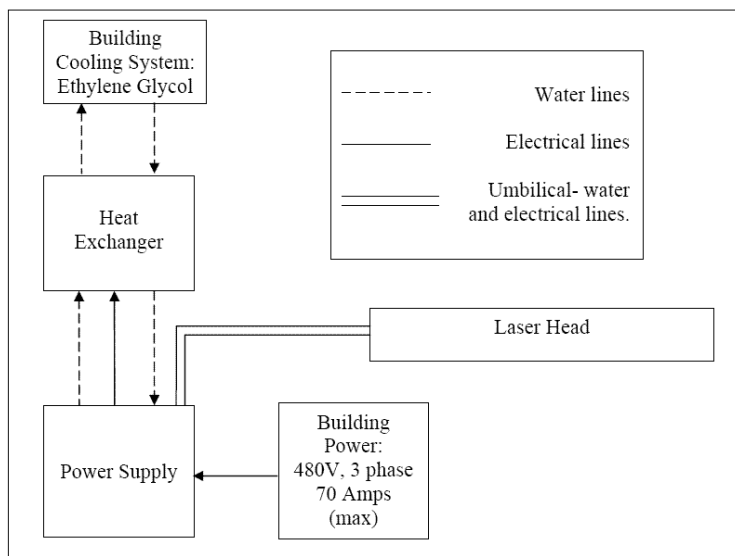 Building
Cooling System:
Ethylene Glycol
Water lines
Electrical lines
Umbilical- water
and electrical lines.
Heat
Exchanger
Laser Head
Power Supply
Building
Power:
480V, 3 phase
70 Amps
(max)